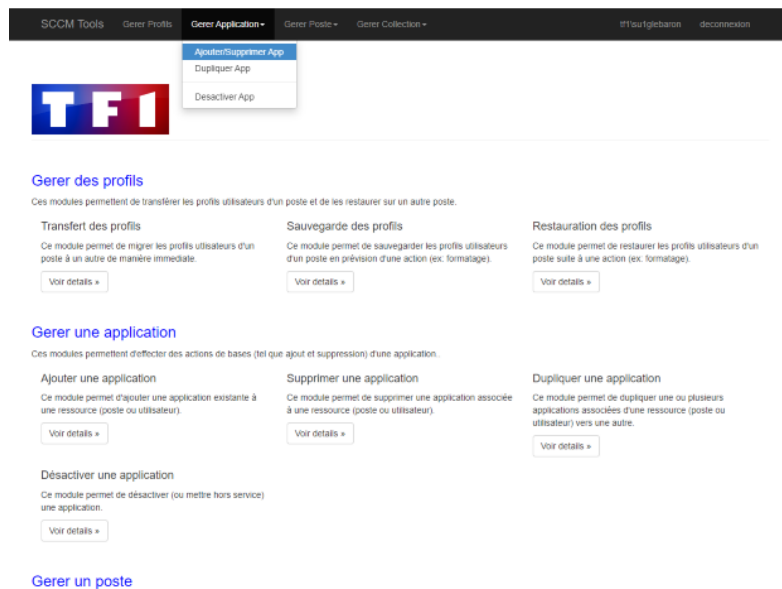 SCCM Tools Gerer Profils Gerer Application Gerer Poste Gerer Collection tf1\su1glebaron deconnexion
Ajouter/Supprimer App
Dupliquer App
Desactiver App
TF1
Gerer des profils
Ces modules permettent de transférer les profils utilisateurs d'un poste et de les restaurer sur un autre poste.
Transfert des profils
Ce module permet de migrer les profils utlisateurs d'un
poste à un autre de manière immediate.
Voir details »
Sauvegarde des profils
Ce module permet de sauvegarder les profils utilisateurs
d'un poste en prévision d'une action (ex: formatage).
Voir details »
Restauration des profils
Ce module permet de restaurer les profils utilisateurs d'un
poste suite à une action (ex: formatage).
Voir details »
Gerer une application
Ces modules permettent d'effecter des actions de bases (tel que ajout et suppression) d'une application.
Ajouter une application
Ce module permet d'ajouter une application existante à
une ressource (poste ou utilisateur).
Voir details »
Supprimer une application
Ce module permet de supprimer une application associée
à une ressource (poste ou utilisateur).
Voir details »
Dupliquer une application
Ce module permet de dupliquer une ou plusieurs
applications associées d'une ressource (poste ou
utilisateur) vers une autre.
Voir details »
Désactiver une application
Ce module permet de désactiver (ou mettre hors service)
une application.
Voir details »
Gerer un poste